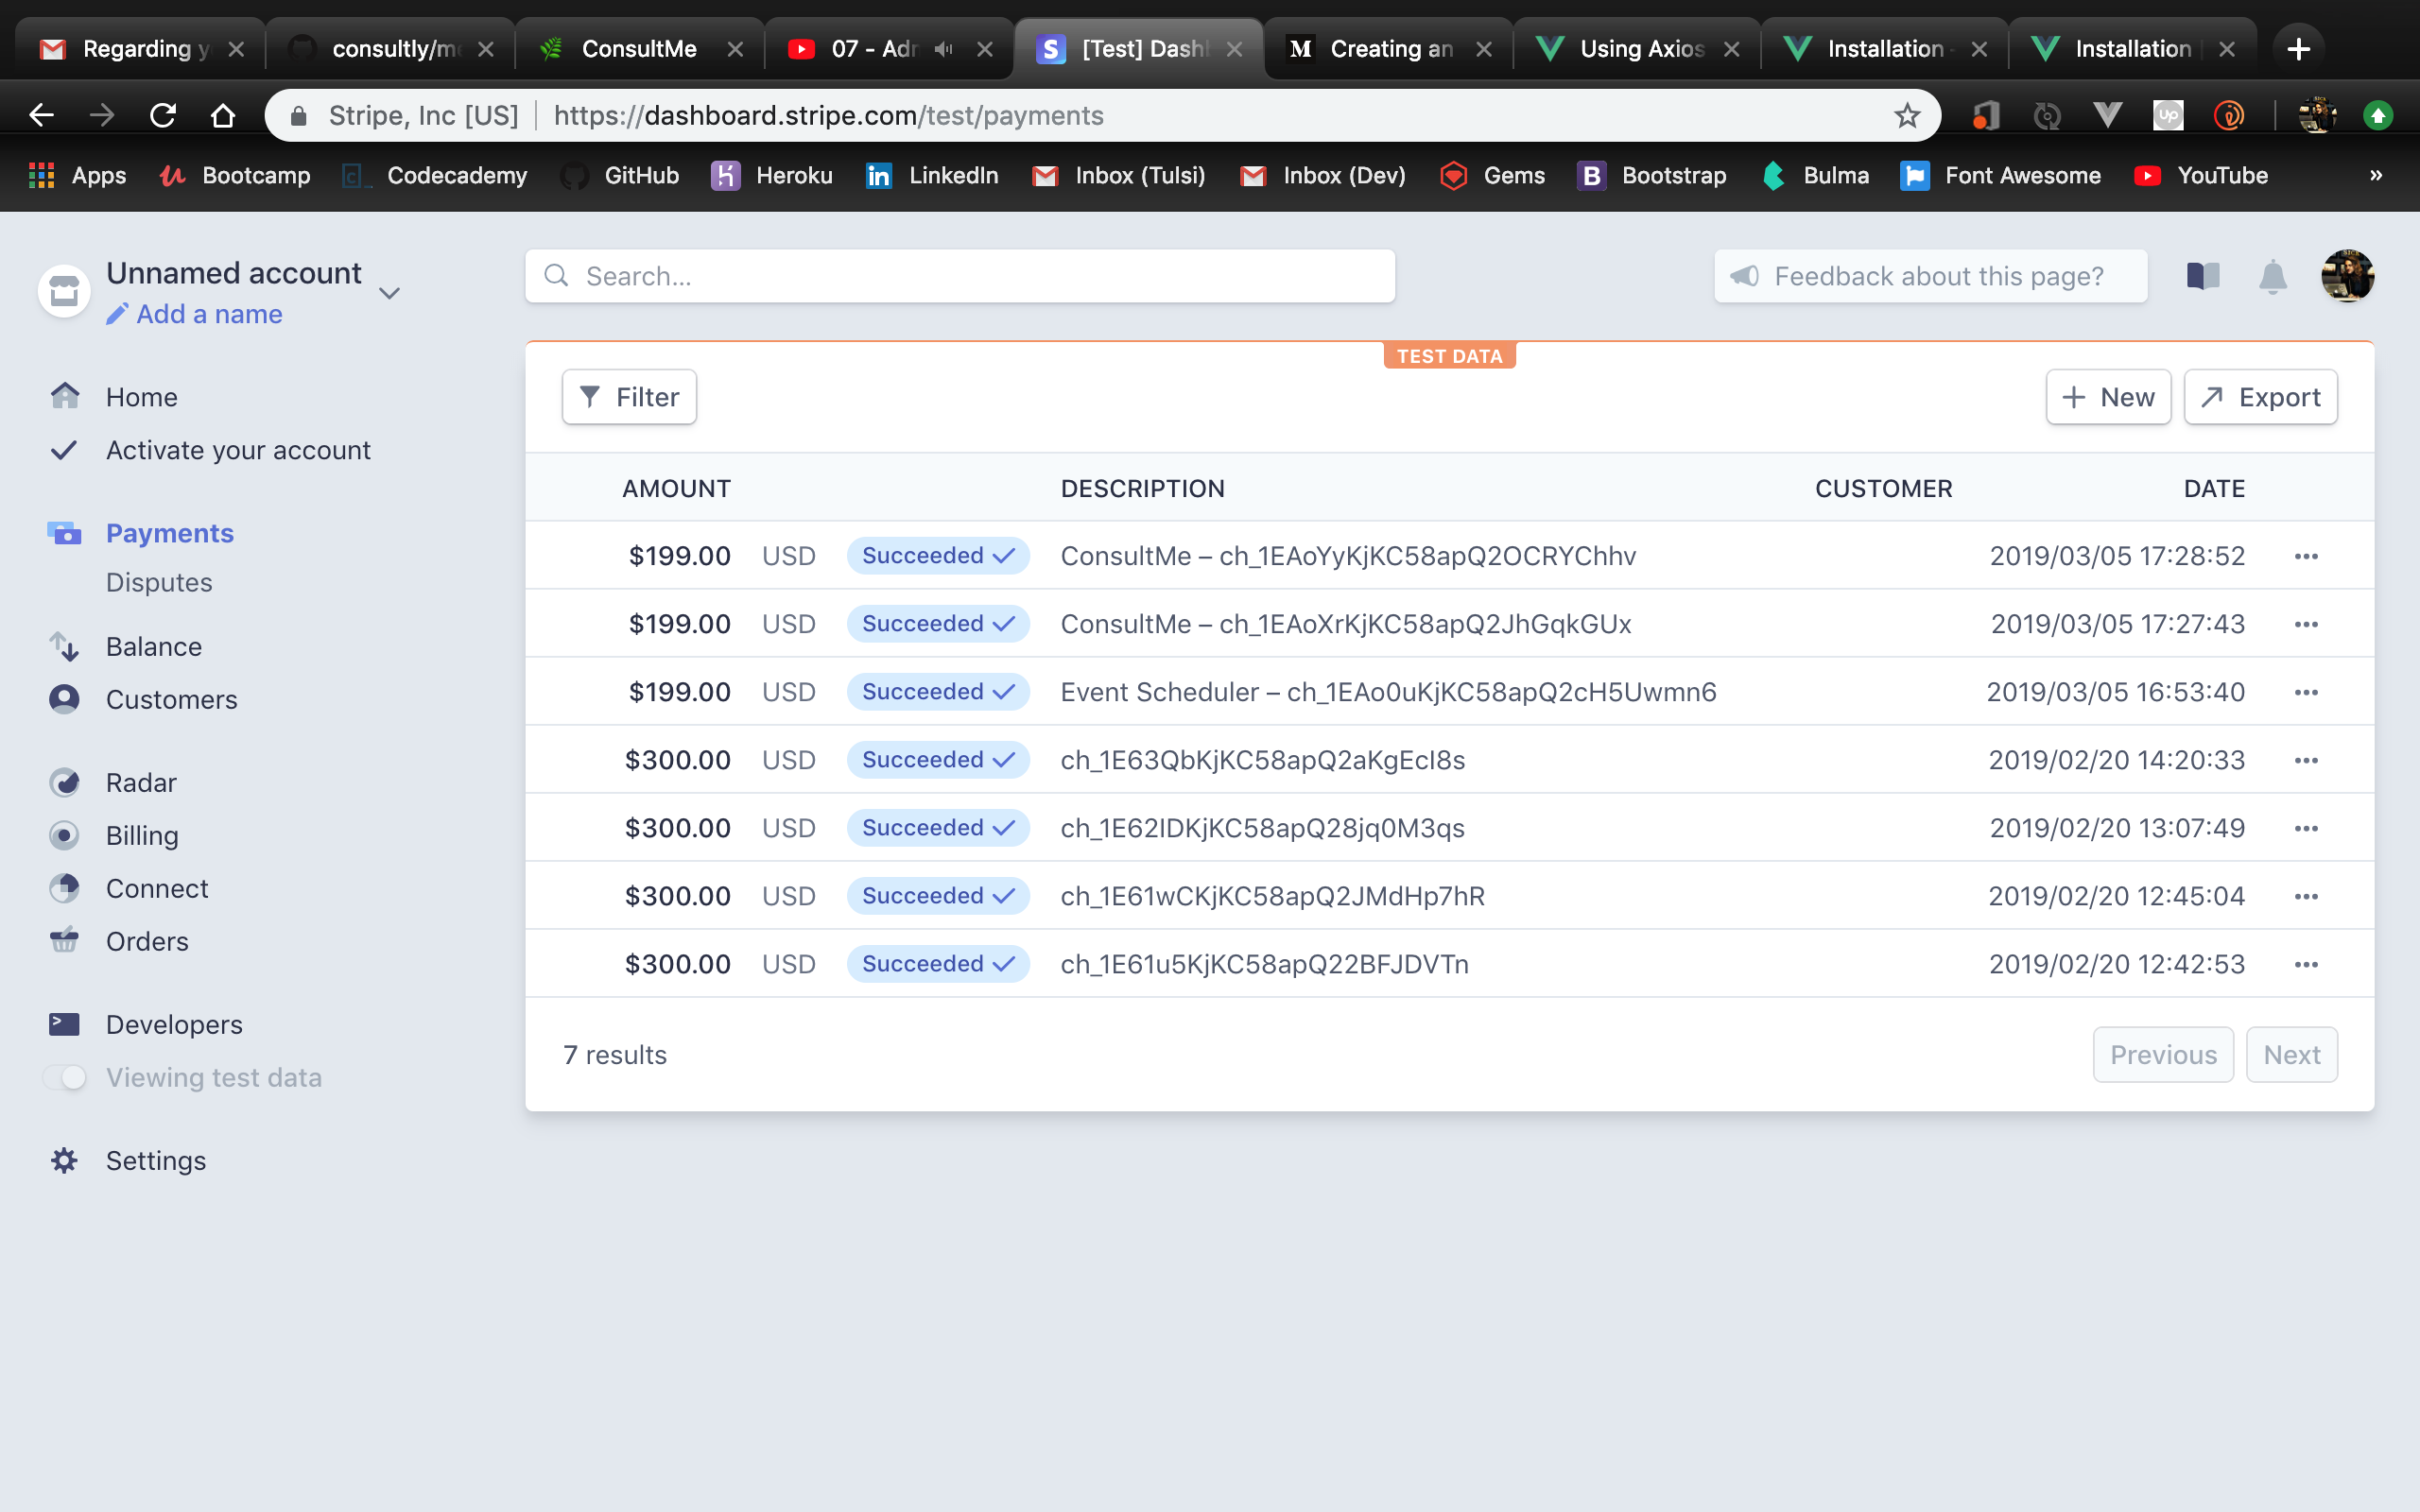 Regarding y
consultly/me
ConsultMe
07 - Adr
[Test] Dash
Creating an
Using Axios
Installation -
Installation
Stripe, Inc [US] https://dashboard.stripe.com/test/payments
Apps Bootcamp Codecademy GitHub Heroku LinkedIn Inbox (Tulsi) Inbox (Dev) Gems Bootstrap Bulma Font Awesome YouTube »
Unnamed account
Add a name
Home
Activate your account
Payments
Disputes
Balance
Customers
Radar
Billing
Connect
Orders
Developers
Viewing test data
Settings
Search...
Feedback about this page?
TEST DATA
Filter
New
Export
AMOUNT DESCRIPTION CUSTOMER DATE
$199.00 USD Succeeded ConsultMe – ch_1EAoYyKjKC58apQ2OCRYChhv 2019/03/05 17:28:52
$199.00 USD Succeeded ConsultMe – ch_1EAoXrKjKC58apQ2JhGqkGUx 2019/03/05 17:27:43
$199.00 USD Succeeded Event Scheduler – ch_1EAo0uKjKC58apQ2cH5Uwmn6 2019/03/05 16:53:40
$300.00 USD Succeeded ch_1E63QbKjKC58apQ2aKgEcI8s 2019/02/20 14:20:33
$300.00 USD Succeeded ch_1E62IDKjKC58apQ28jq0M3qs 2019/02/20 13:07:49
$300.00 USD Succeeded ch_1E61wCKjKC58apQ2JMdHp7hR 2019/02/20 12:45:04
$300.00 USD Succeeded ch_1E61u5KjKC58apQ22BFJDVTn 2019/02/20 12:42:53
7 results
Previous
Next